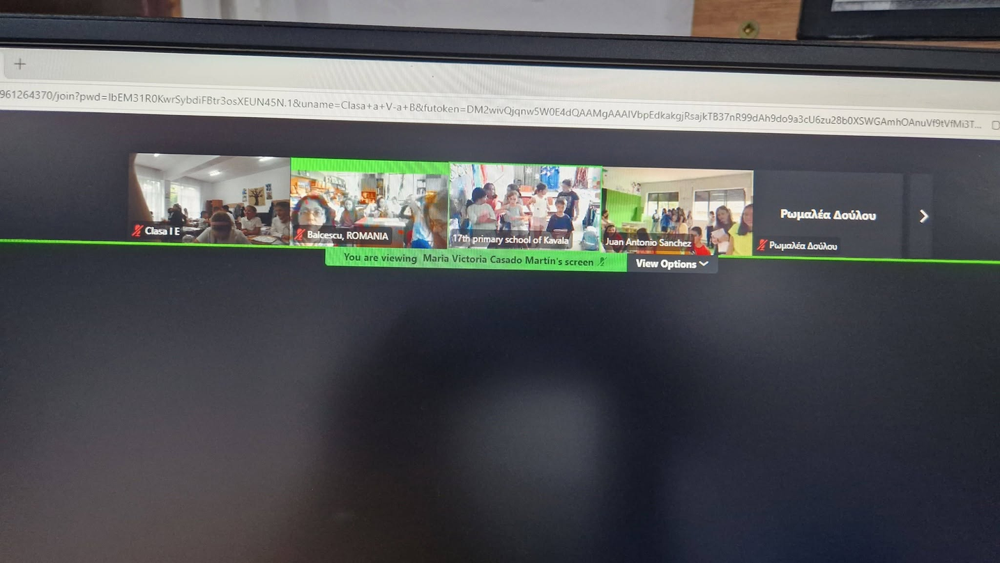 961264370/join?pwd=lbEM31R0KwrSybdiFBtr3osXEUN45N.1&uname=Clasa+a+V-a+B&futoken=DM2wivQjqnw5W0E4dQAAMgAAAIVbpEdkakgjRsajkTB37nR99dAh9do9a3cU6zu28b0XSWGAmhOAnuVf9tVfMi3T...
Clasa I E
Balcescu, ROMANIA
17th primary school of Kavala
Juan Antonio Sanchez
Ρωμαλέα Δούλου
Ρωμαλέα Δούλου
You are viewing Maria Victoria Casado Martín's screen
View Options